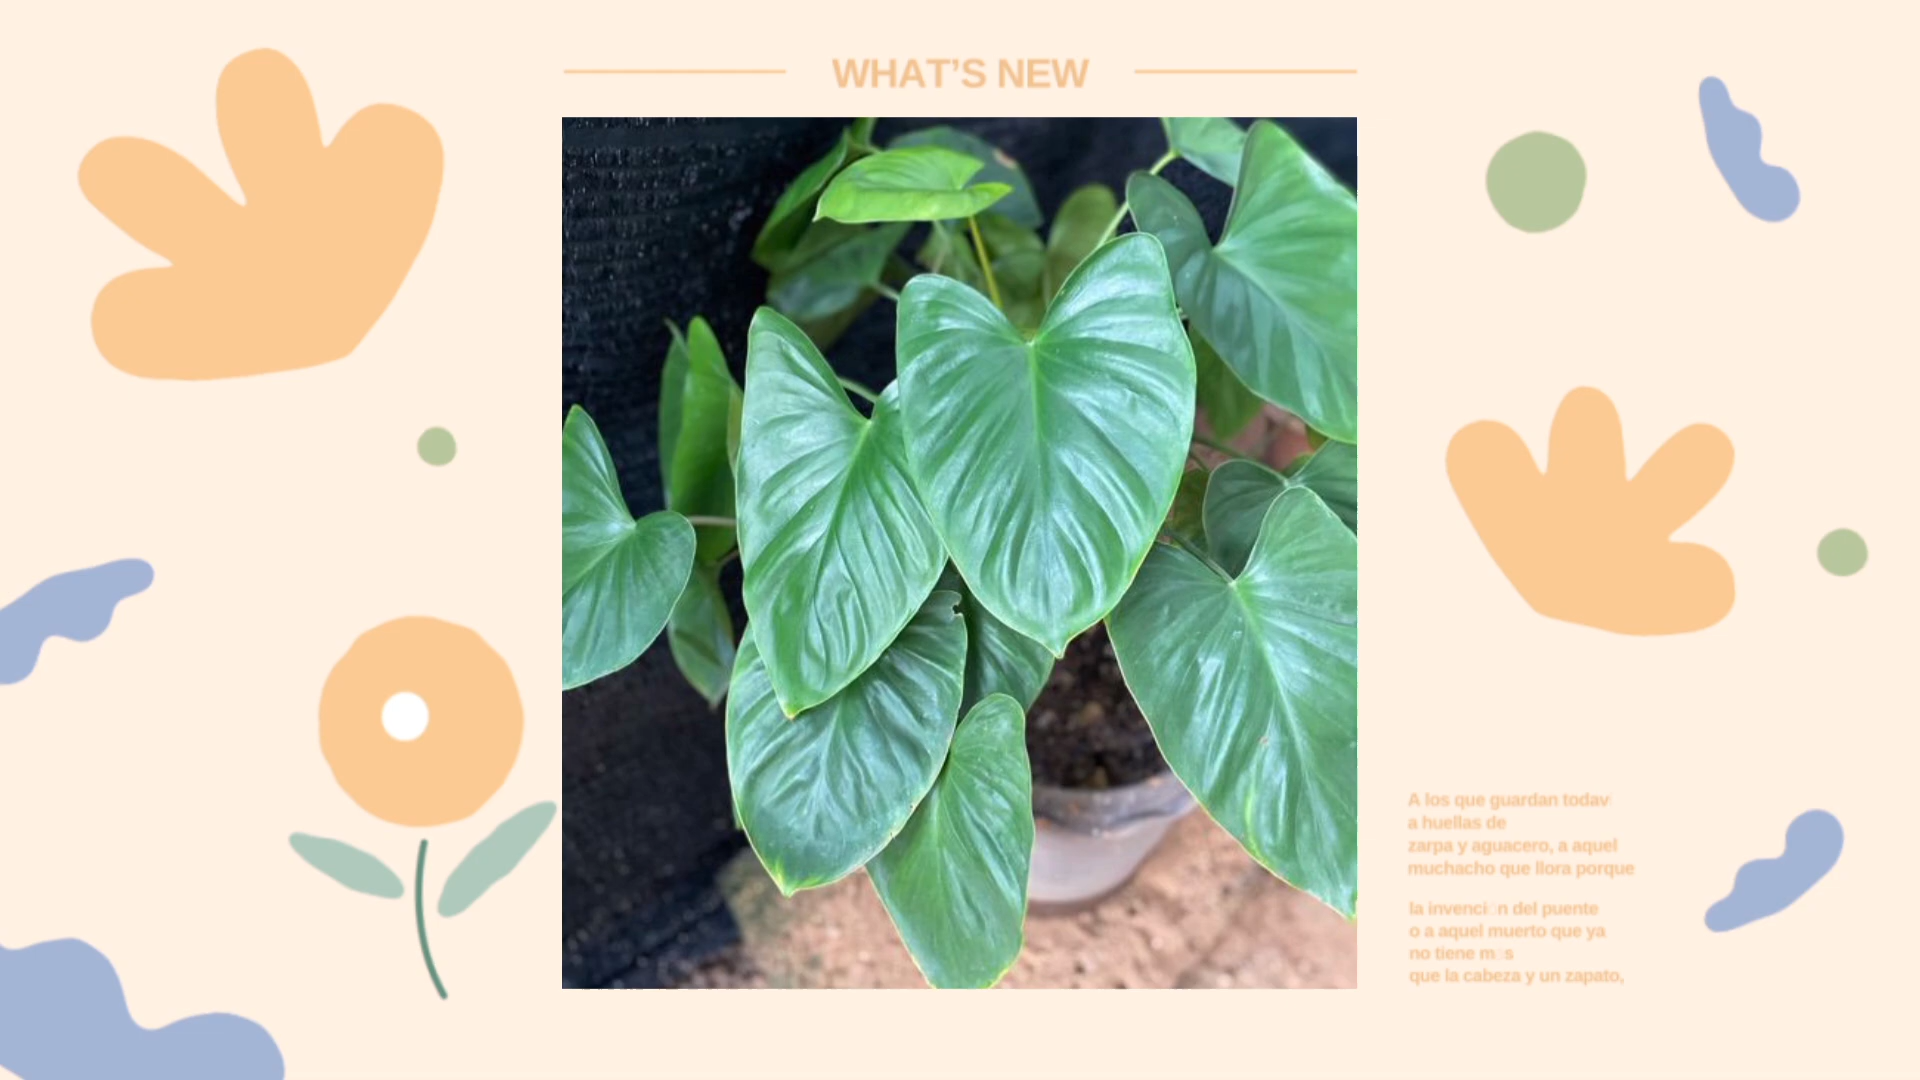 WHAT’S NEW
A los que guardan todav
a huellas de
zarpa y aguacero, a aquel
muchacho que llora porque
la invenci n del puente
o a aquel muerto que ya
no tiene m s
que la cabeza y un zapato,